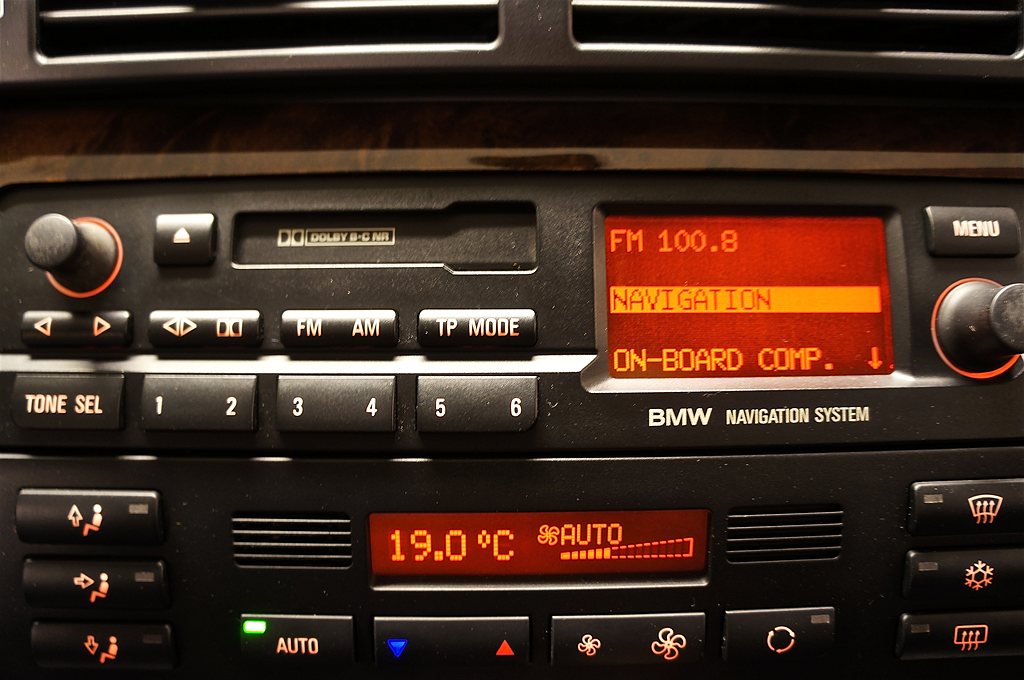 DOLBY B·C NR
FM 100.8
MENU
NAVIGATION
FM AM
TP MODE
ON-BOARD COMP.
TONE SEL
1 2
3 4
5 6
BMW NAVIGATION SYSTEM
19.0 °C
AUTO
AUTO